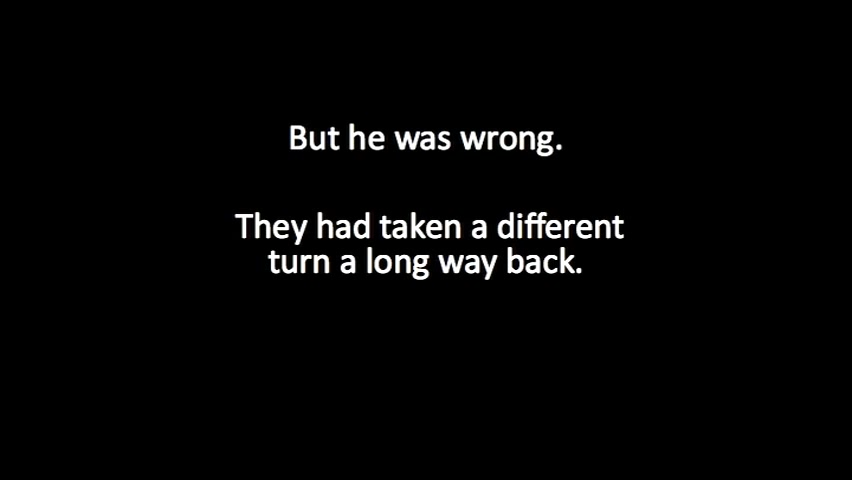 But he was wrong.
They had taken a different
turn a long way back.